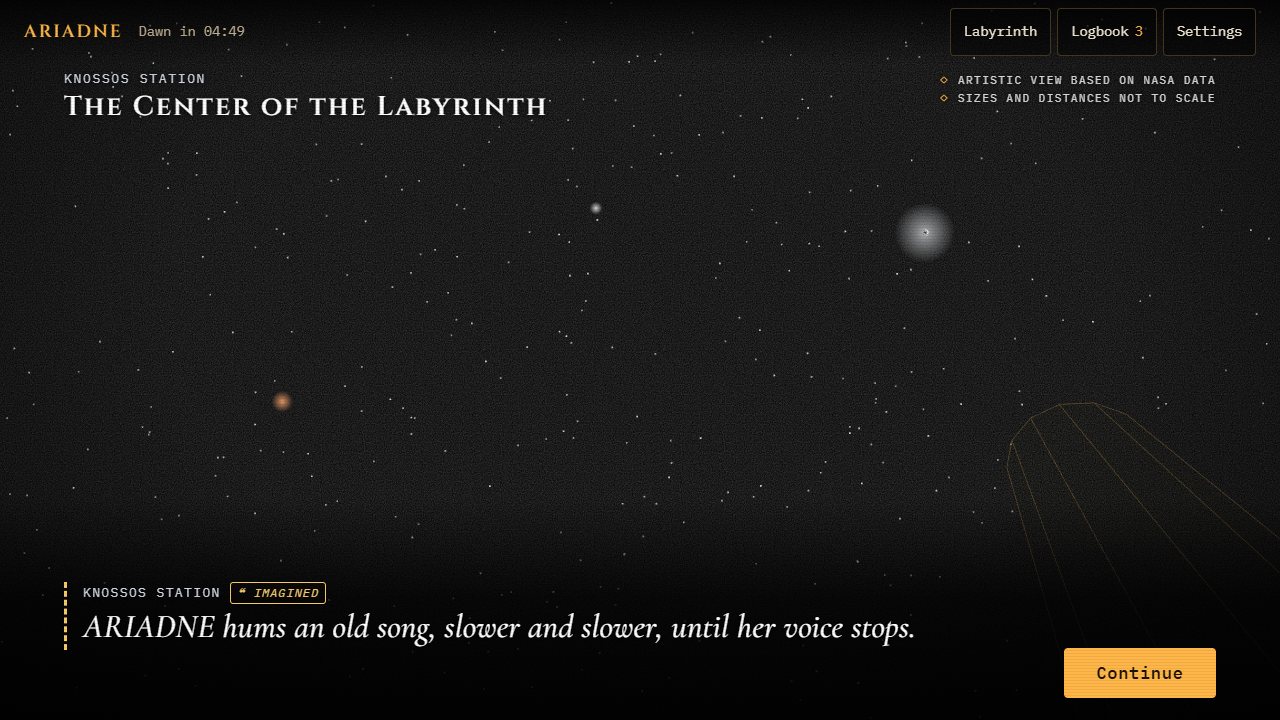 ARIADNE Dawn in 04:49 Labyrinth Logbook 3 Settings
KNOSSOS STATION
The Center of the Labyrinth
ARTISTIC VIEW BASED ON NASA DATA
SIZES AND DISTANCES NOT TO SCALE
KNOSSOS STATION ❝ IMAGINED
ARIADNE hums an old song, slower and slower, until her voice stops.
Continue